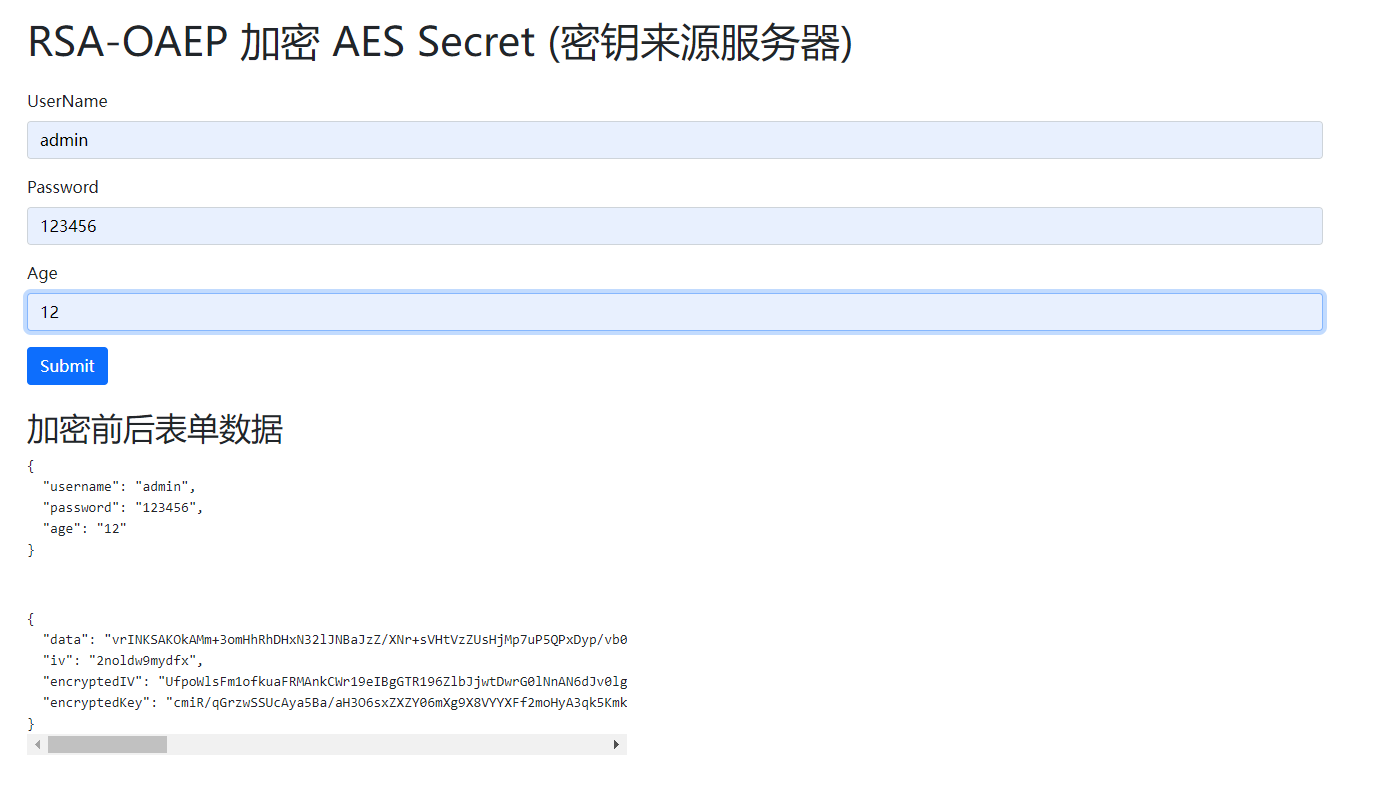 RSA-OAEP 加密 AES Secret (密钥来源服务器)
UserName
admin
Password
123456
Age
12
Submit
加密前后表单数据
{
  "username": "admin",
  "password": "123456",
  "age": "12"
}
{
  "data": "vrINKSAKOkAMm+3omHhRhDHxN32lJNBaJzZ/XNr+sVHtVzZUsHjMp7uP5QPxDyp/vb0
  "iv": "2noldw9mydfx",
  "encryptedIV": "UfpoWlsFm1ofkuaFRMAnkCWr19eIBgGTR196ZlbJjwtDwrG0lNnAN6dJv0lg
  "encryptedKey": "cmiR/qGrzwSSUcAya5Ba/aH3O6sxZXZY06mXg9X8VYYXFf2moHyA3qk5Kmk
}